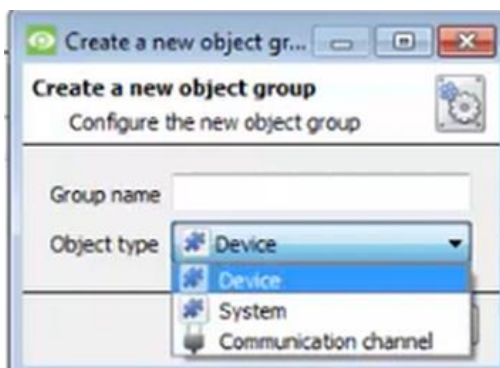 Create a new object gr...
Create a new object group
Configure the new object group
Group name
Object type Device
Device
System
Communication channel